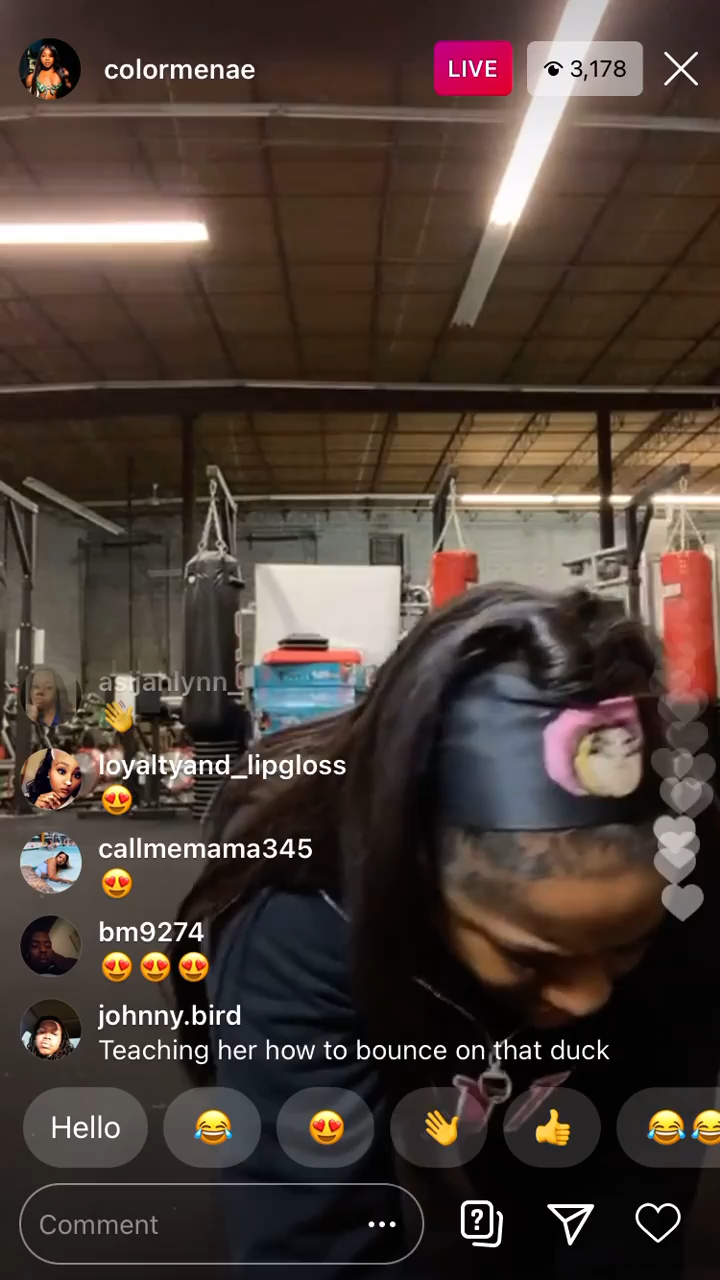 colormenae
LIVE
3,178
loyaltyand_lipgloss
callmemama345
bm9274
johnny.bird
Teaching her how to bounce on that duck
Hello
Comment